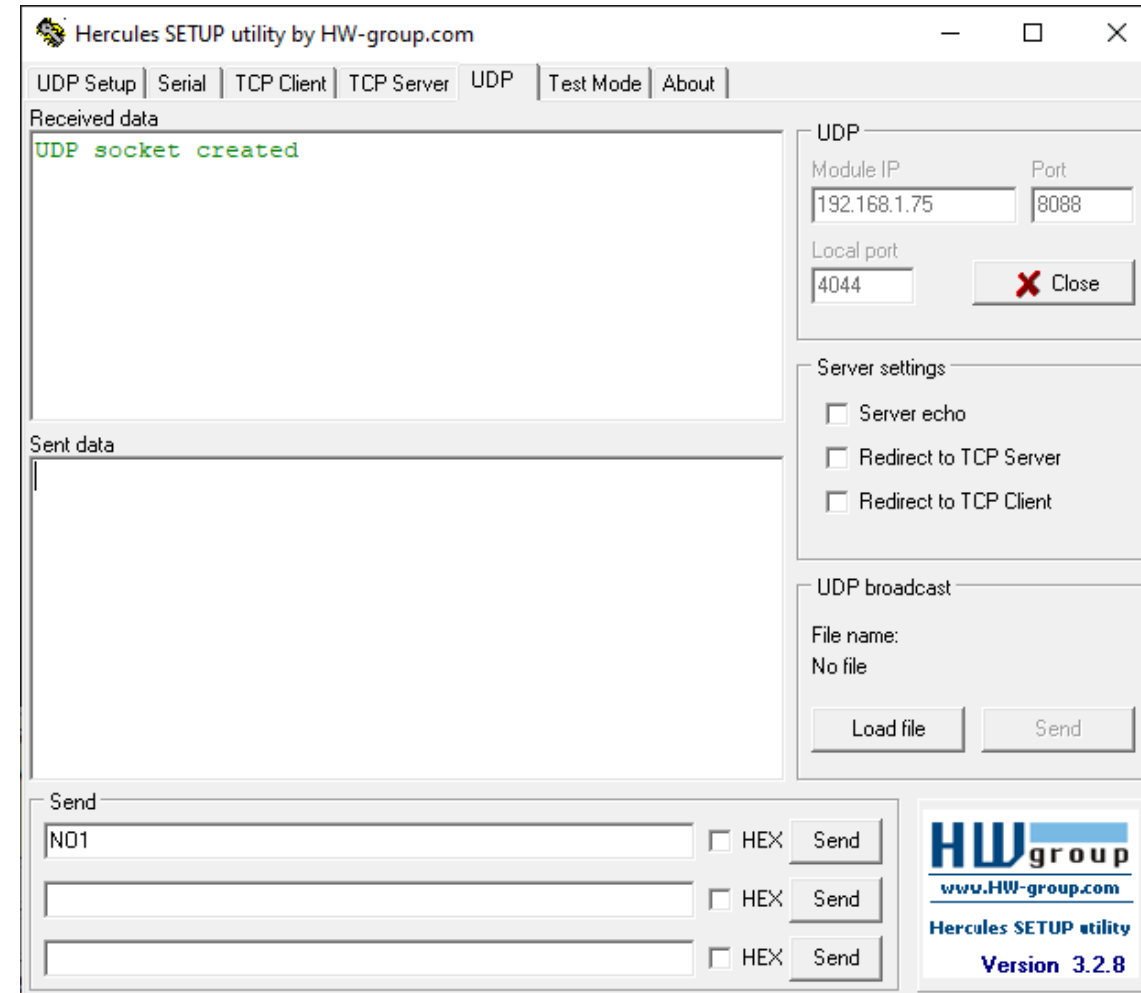 Hercules SETUP utility by HW-group.com
UDP Setup Serial TCP Client TCP Server UDP Test Mode About
Received data
UDP socket created
UDP
Module IP Port
192.168.1.75 8088
Local port
4044 Close
Server settings
Server echo
Redirect to TCP Server
Redirect to TCP Client
Sent data
UDP broadcast
File name:
No file
Load file Send
Send
NO1 HEX Send
HEX Send
HEX Send
HW group
www.HW-group.com
Hercules SETUP utility
Version 3.2.8